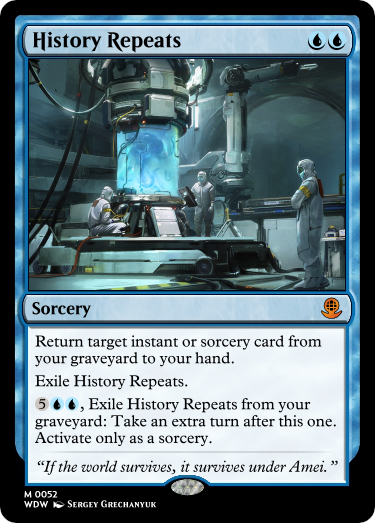 History Repeats
Sorcery
Return target instant or sorcery card from
your graveyard to your hand.
Exile History Repeats.
5, Exile History Repeats from your
graveyard: Take an extra turn after this one.
Activate only as a sorcery.
“If the world survives, it survives under Amei.”
M 0052
WDW Sergey Grechanyuk